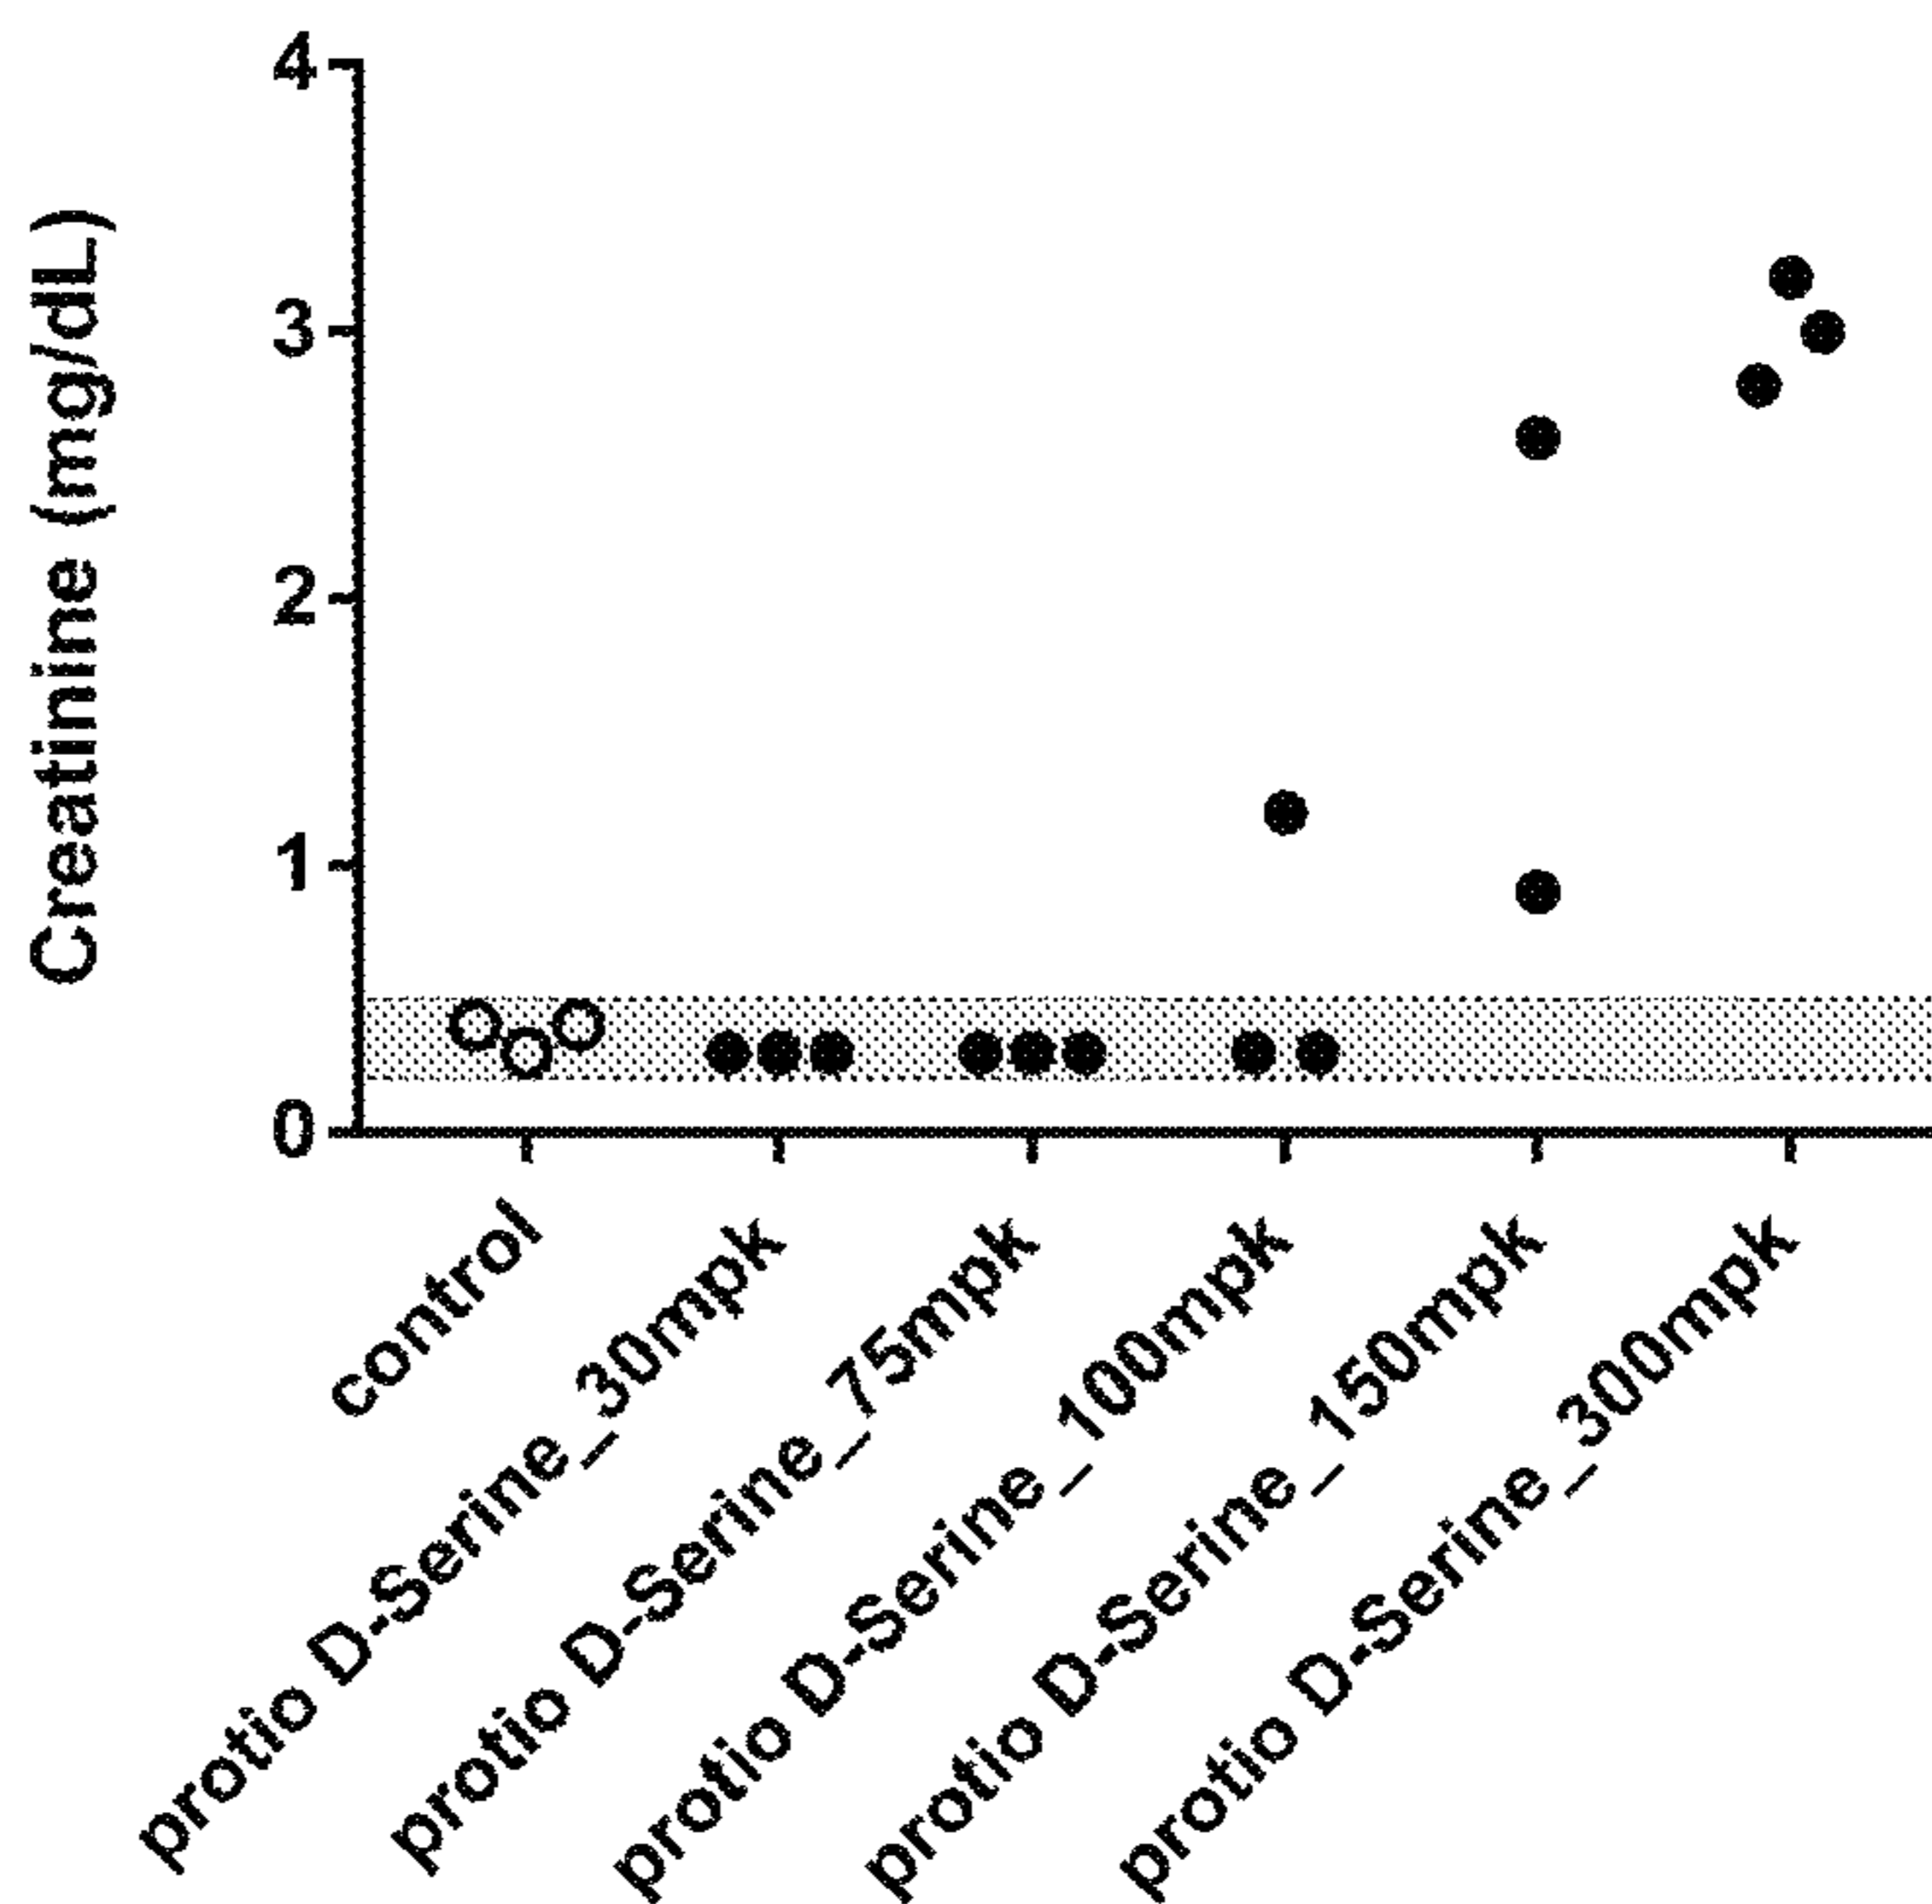 Creatinine (mg/dL)
4
3
2
1
0
control
protio D-Serine_30mpk
protio D-Serine_75mpk
protio D-Serine_100mpk
protio D-Serine_150mpk
protio D-Serine_300mpk